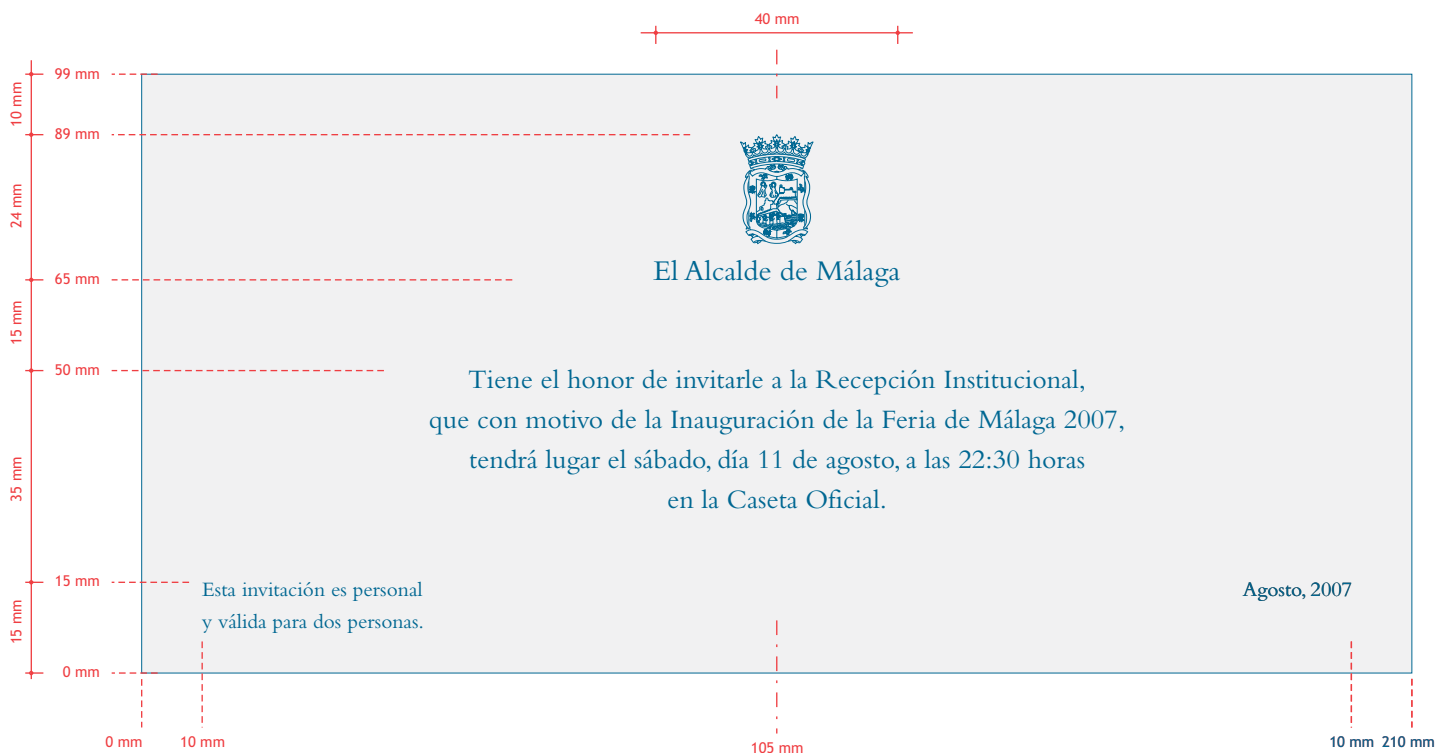 40 mm
99 mm
10 mm
89 mm
24 mm
El Alcalde de Málaga
65 mm
15 mm
50 mm
Tiene el honor de invitarle a la Recepción Institucional,
que con motivo de la Inauguración de la Feria de Málaga 2007,
tendrá lugar el sábado, día 11 de agosto, a las 22:30 horas
en la Caseta Oficial.
35 mm
15 mm
Esta invitación es personal
y válida para dos personas.
Agosto, 2007
15 mm
0 mm
0 mm
10 mm
105 mm
10 mm
210 mm